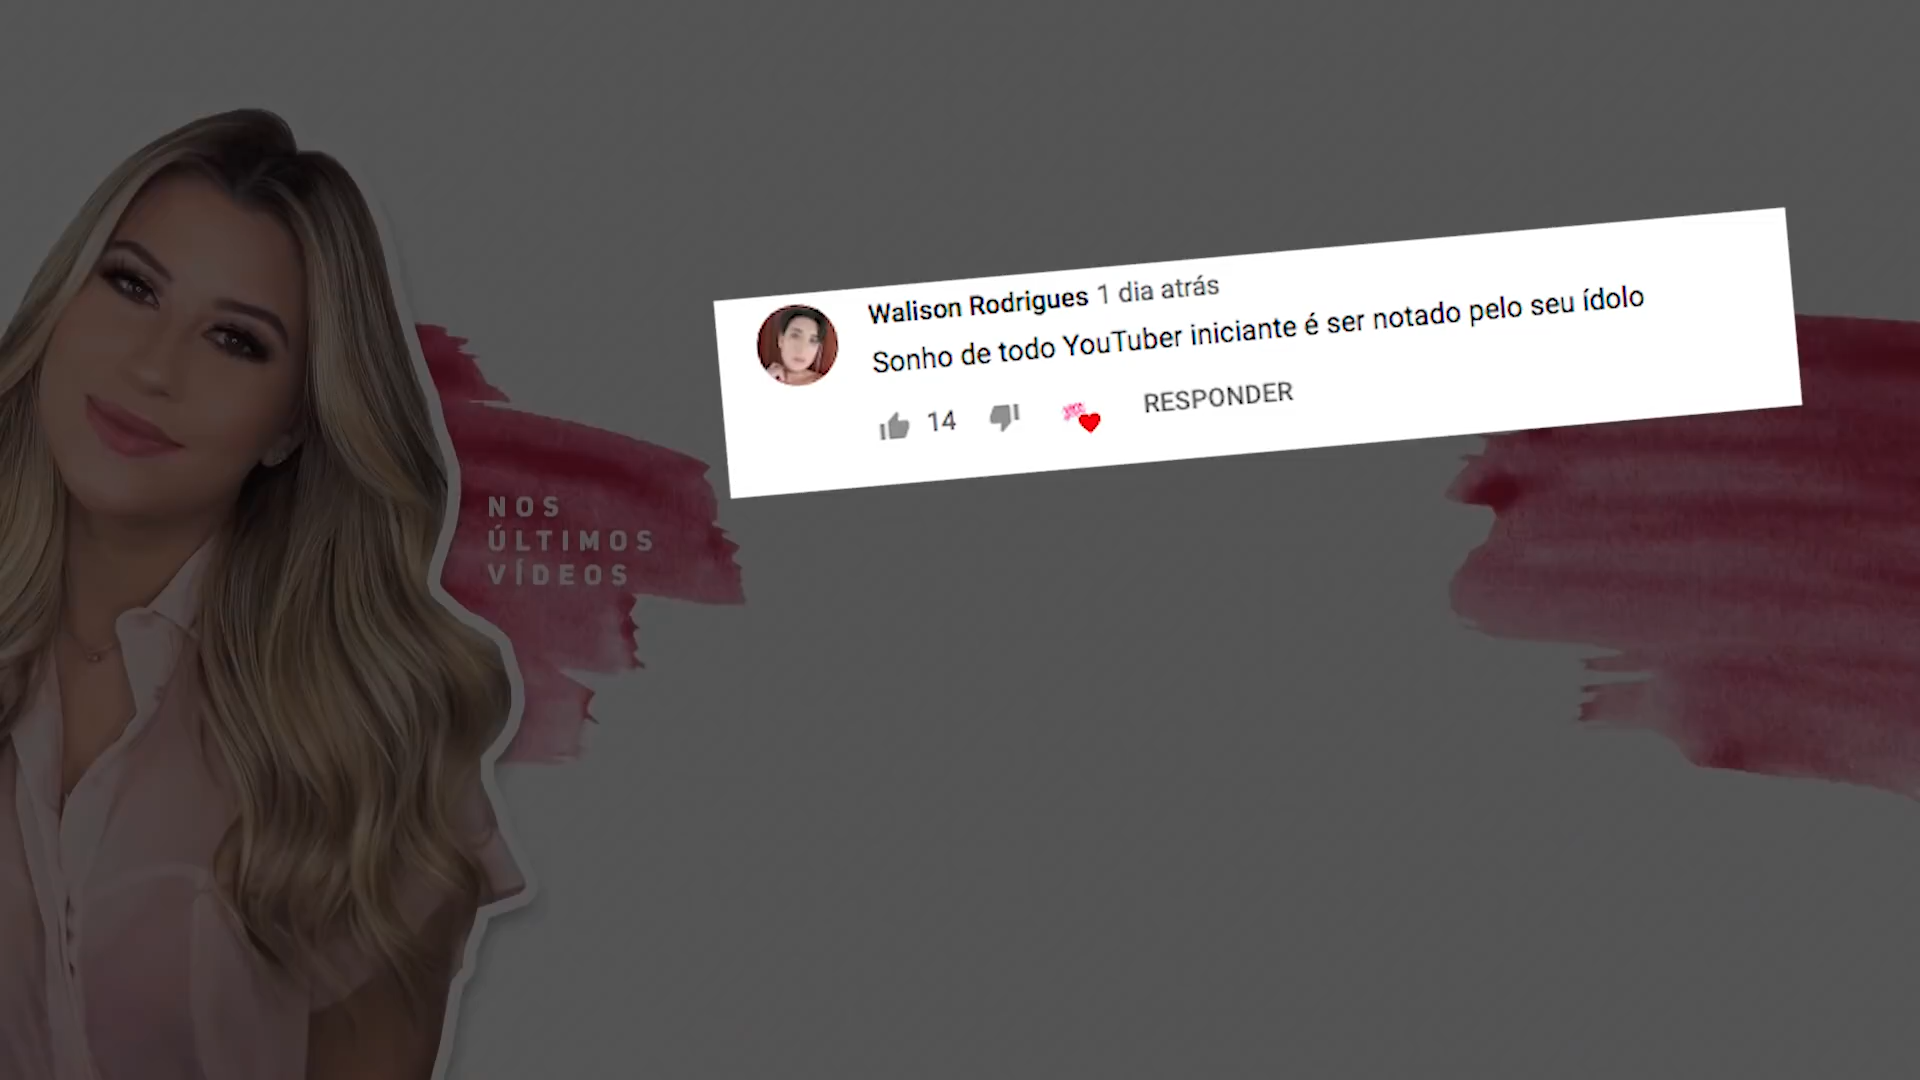 Walison Rodrigues 1 dia atrás
Sonho de todo YouTuber iniciante é ser notado pelo seu ídolo
14 RESPONDER
NOS
ÚLTIMOS
VÍDEOS